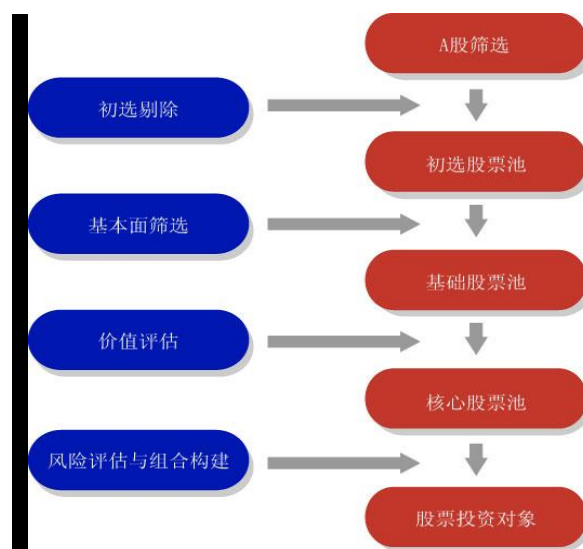 A股筛选
初选剔除
初选股票池
基本面筛选
基础股票池
价值评估
核心股票池
风险评估与组合构建
股票投资对象